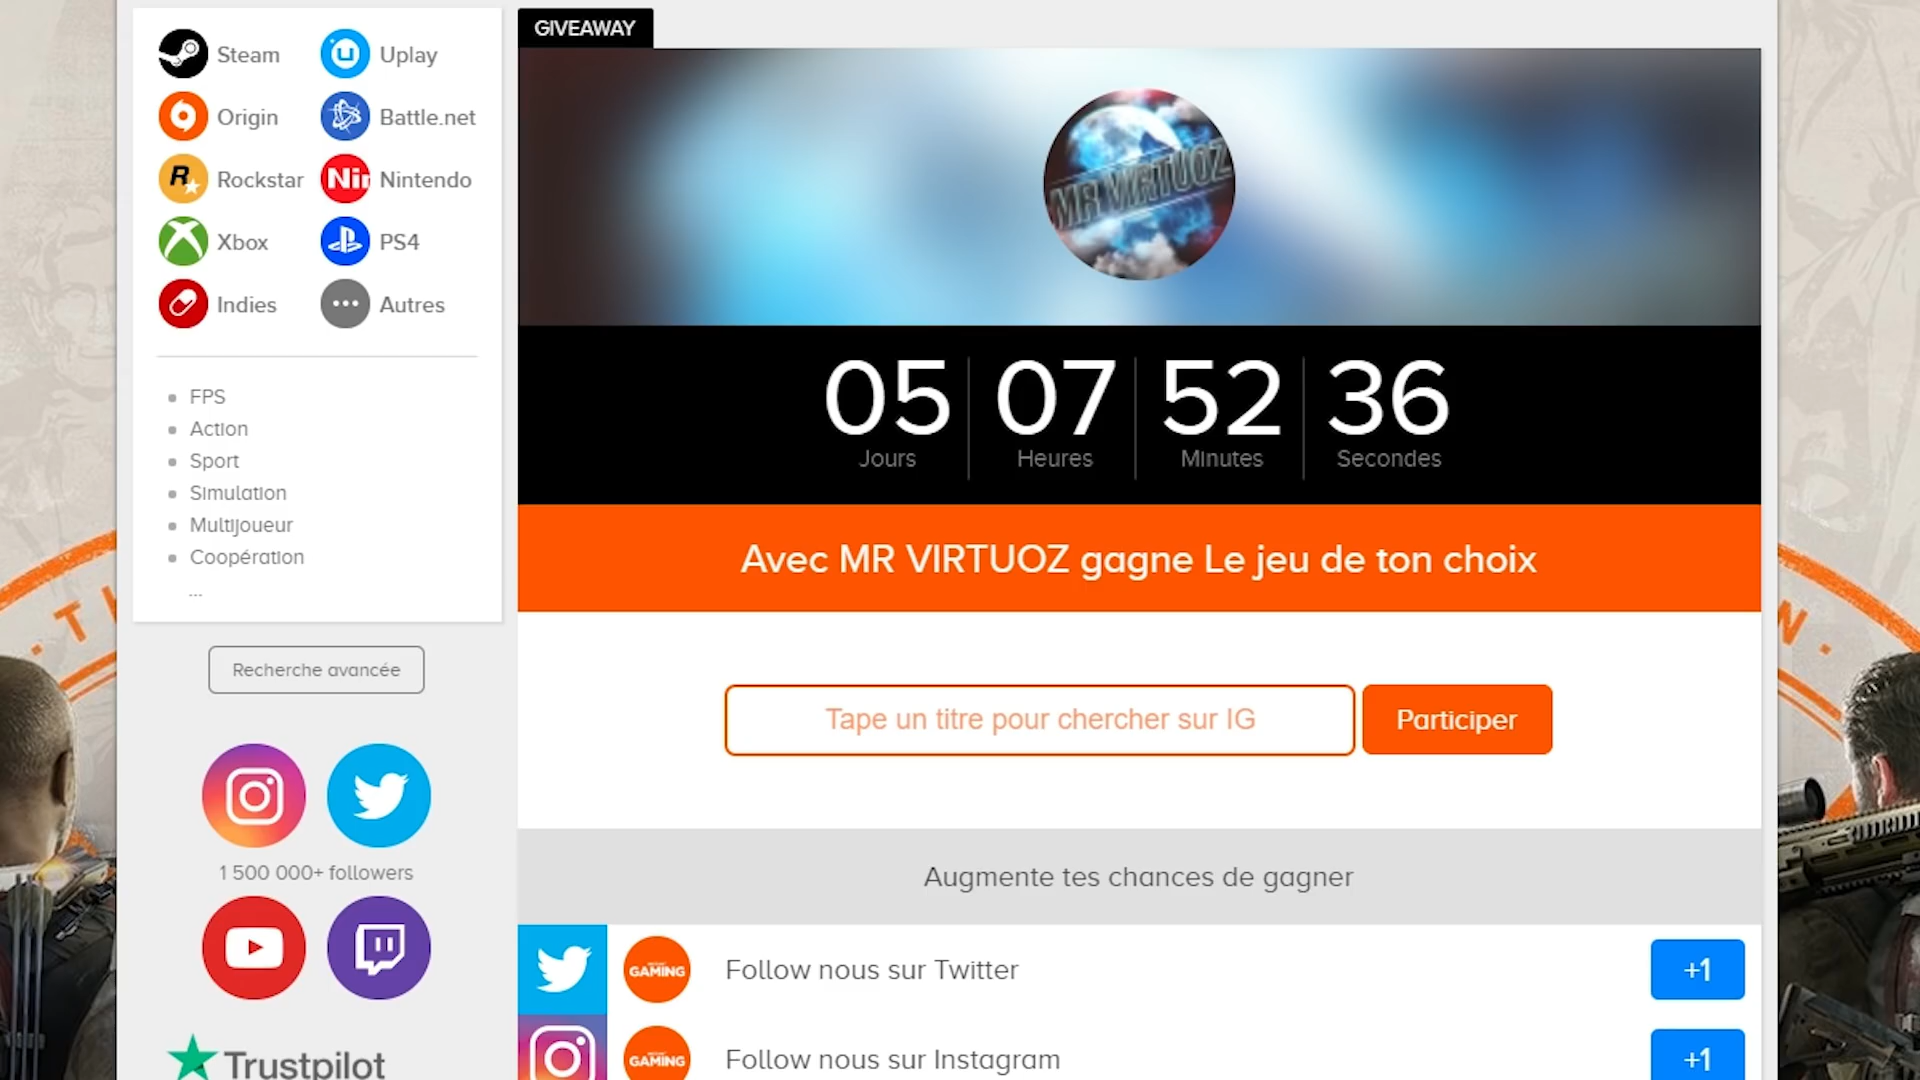 Steam
Uplay
Origin
Battle.net
Rockstar
Nin
Nintendo
Xbox
PS4
Indies
Autres
FPS
Action
Sport
Simulation
Multijoueur
Coopération
...
Recherche avancée
1 500 000+ followers
Trustpilot
GIVEAWAY
MR VIRTUOZ
05
07
52
36
Jours
Heures
Minutes
Secondes
Avec MR VIRTUOZ gagne Le jeu de ton choix
Tape un titre pour chercher sur IG
Participer
Augmente tes chances de gagner
GAMING
Follow nous sur Twitter
+1
GAMING
Follow nous sur Instagram
+1